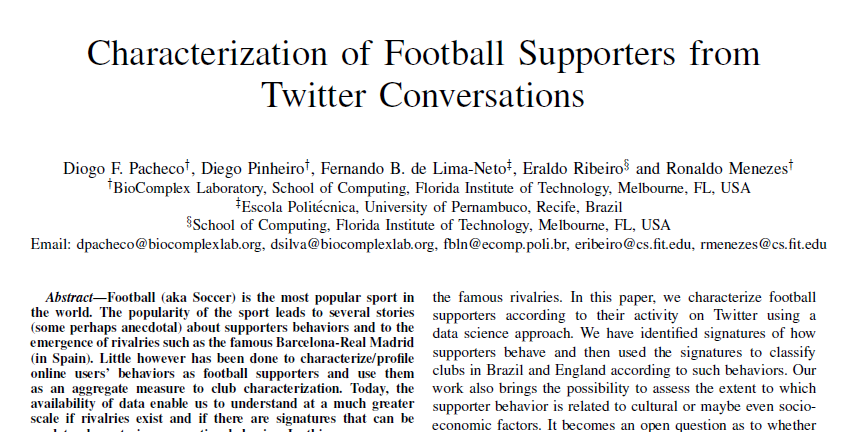 Characterization of Football Supporters from
Twitter Conversations
Diogo F. Pacheco†, Diego Pinheiro†, Fernando B. de Lima-Neto‡, Eraldo Ribeiro§ and Ronaldo Menezes†
†BioComplex Laboratory, School of Computing, Florida Institute of Technology, Melbourne, FL, USA
‡Escola Politécnica, University of Pernambuco, Recife, Brazil
§School of Computing, Florida Institute of Technology, Melbourne, FL, USA
Email: dpacheco@biocomplexlab.org, dsilva@biocomplexlab.org, fbln@ecomp.poli.br, eribeiro@cs.fit.edu, rmenezes@cs.fit.edu
Abstract—Football (aka Soccer) is the most popular sport in
the world. The popularity of the sport leads to several stories
(some perhaps anecdotal) about supporters behaviors and to the
emergence of rivalries such as the famous Barcelona-Real Madrid
(in Spain). Little however has been done to characterize/profile
online users' behaviors as football supporters and use them
as an aggregate measure to club characterization. Today, the
availability of data enable us to understand at a much greater
scale if rivalries exist and if there are signatures that can be
the famous rivalries. In this paper, we characterize football
supporters according to their activity on Twitter using a
data science approach. We have identified signatures of how
supporters behave and then used the signatures to classify
clubs in Brazil and England according to such behaviors. Our
work also brings the possibility to assess the extent to which
supporter behavior is related to cultural or maybe even socio-
economic factors. It becomes an open question as to whether